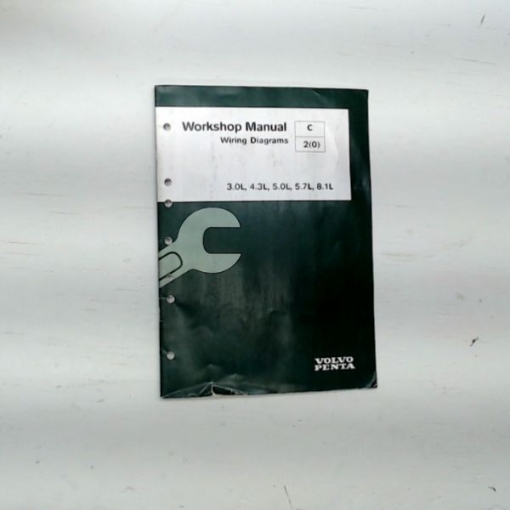 Workshop Manual
Wiring Diagrams
C
2(0)
3.0L, 4.3L, 5.0L, 5.7L, 8.1L
VOLVO
PENTA